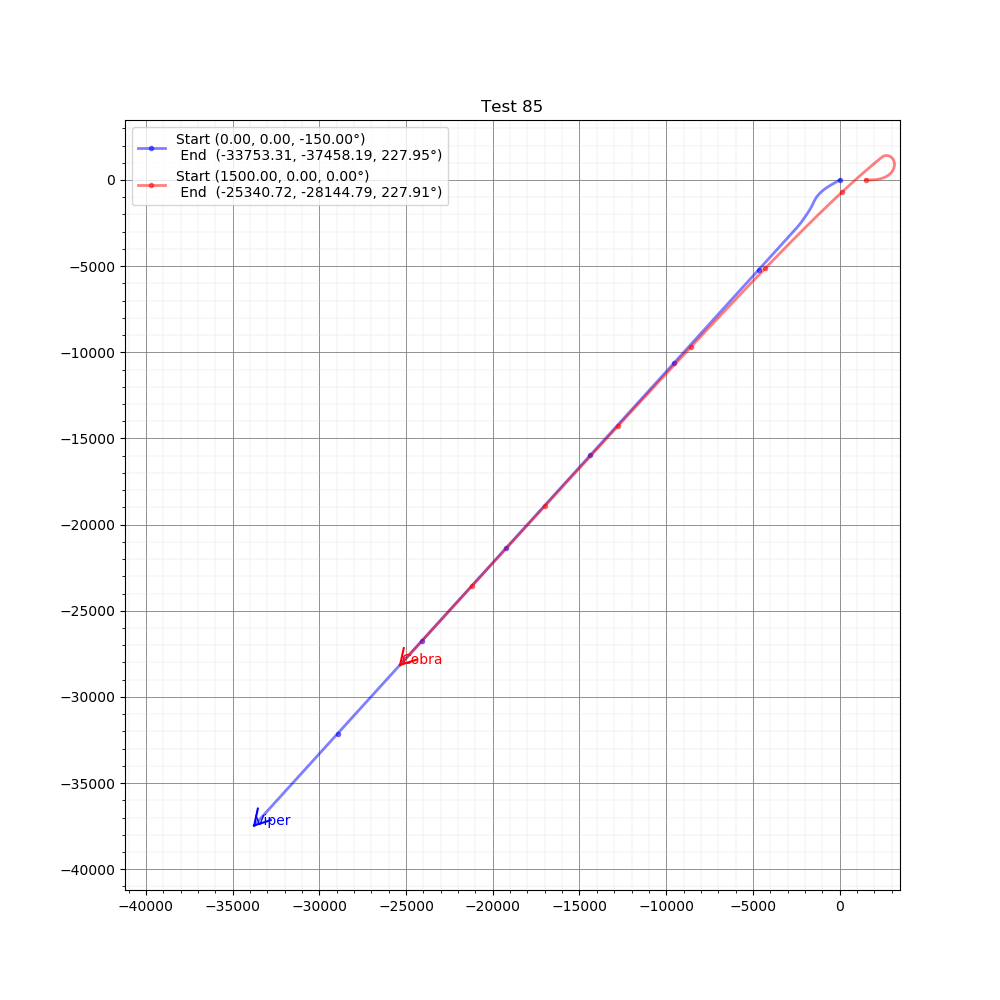 Test 85
Start (0.00, 0.00, -150.00°)
End  (-33753.31, -37458.19, 227.95°)
Start (1500.00, 0.00, 0.00°)
End  (-25340.72, -28144.79, 227.91°)
0
−5000
−10000
−15000
−20000
−25000
−30000
−35000
−40000
Cobra
Viper
−40000 −35000 −30000 −25000 −20000 −15000 −10000 −5000 0